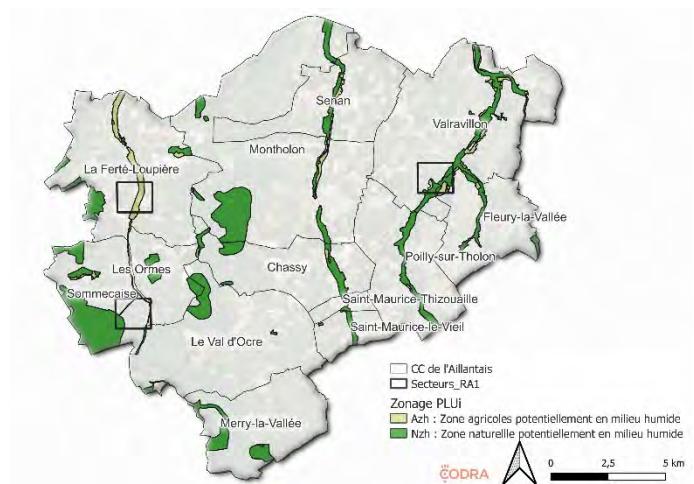 Senan
Valravillon
Montholon
La Ferté-Loupière
Fleury-la-Vallée
Poilly-sur-Tholon
Les Ormes
Chassy
Sommecaise
Saint-Maurice-Thizouaille
Saint-Maurice-le-Vieil
Le Val d'Ocre
Merry-la-Vallée
CC de l'Aillantais
Secteurs_RA1
Zonage PLUi
Azh : Zone agricoles potentiellement en milieu humide
Nzh : Zone naturellle potentiellement en milieu humide
CODRA
0 2,5 5 km